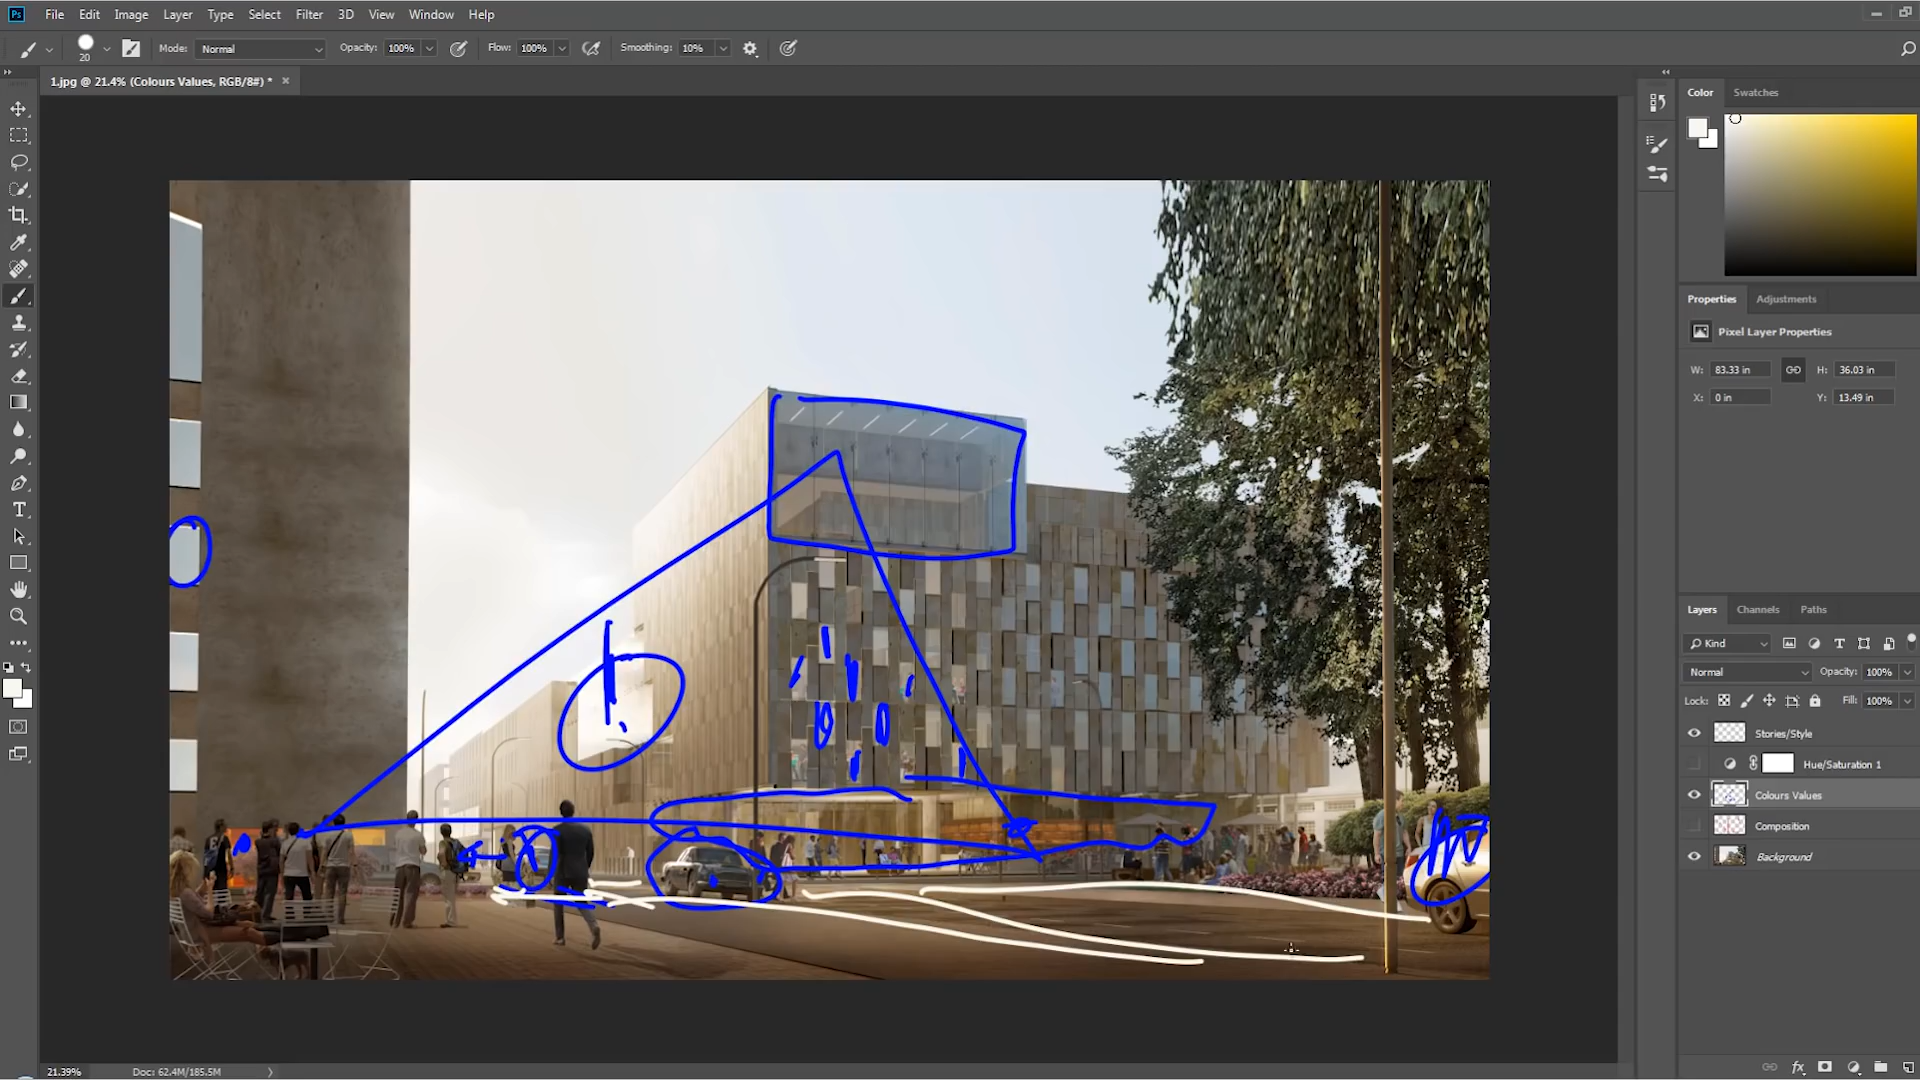 Ps File Edit Image Layer Type Select Filter 3D View Window Help
20 Mode: Normal Opacity: 100% Flow: 100% Smoothing: 10%
1.jpg @ 21.4% (Colours Values, RGB/8#) *
Color Swatches
Properties Adjustments
Pixel Layer Properties
W: 83.33 in H: 36.03 in
X: 0 in Y: 13.49 in
Layers Channels Paths
Kind
Normal Opacity: 100%
Lock: Fill: 100%
Stories/Style
Hue/Saturation 1
Colours Values
Composition
Background
21.39% Doc: 62.4M/185.5M